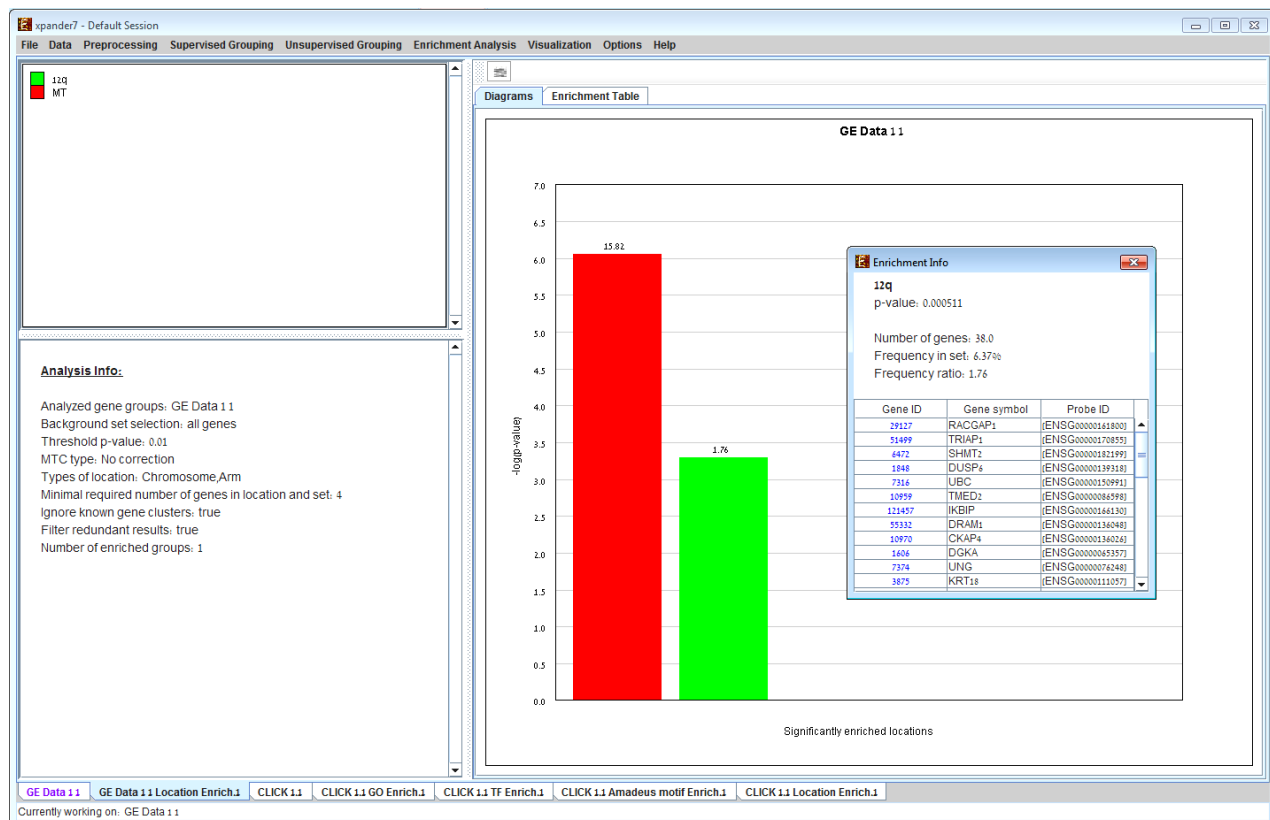 xpander7 - Default Session
File Data Preprocessing Supervised Grouping Unsupervised Grouping Enrichment Analysis Visualization Options Help
12q
MT
Analysis Info:
Analyzed gene groups: GE Data 1 1
Background set selection: all genes
Threshold p-value: 0.01
MTC type: No correction
Types of location: Chromosome,Arm
Minimal required number of genes in location and set: 4
Ignore known gene clusters: true
Filter redundant results: true
Number of enriched groups: 1
Diagrams Enrichment Table
GE Data 1 1
7.0
6.5
6.0
5.5
5.0
4.5
4.0
3.5
3.0
2.5
2.0
1.5
1.0
0.5
0.0
-log(p-value)
15.82
1.76
Significantly enriched locations
Enrichment Info
12q
p-value: 0.000511
Number of genes: 38.0
Frequency in set: 6.37%
Frequency ratio: 1.76
Gene ID Gene symbol Probe ID
29127 RACGAP1 [ENSG00000161800]
51499 TRIAP1 [ENSG00000170855]
6472 SHMT2 [ENSG00000182199]
1848 DUSP6 [ENSG00000139318]
7316 UBC [ENSG00000150991]
10959 TMED2 [ENSG00000086598]
121457 IKBIP [ENSG00000166130]
55332 DRAM1 [ENSG00000136048]
10970 CKAP4 [ENSG00000136026]
1606 DGKA [ENSG00000065357]
7374 UNG [ENSG00000076248]
3875 KRT18 [ENSG00000111057]
GE Data 1 1 GE Data 1 1 Location Enrich.1 CLICK 1.1 CLICK 1.1 GO Enrich.1 CLICK 1.1 TF Enrich.1 CLICK 1.1 Amadeus motif Enrich.1 CLICK 1.1 Location Enrich.1
Currently working on: GE Data 1 1